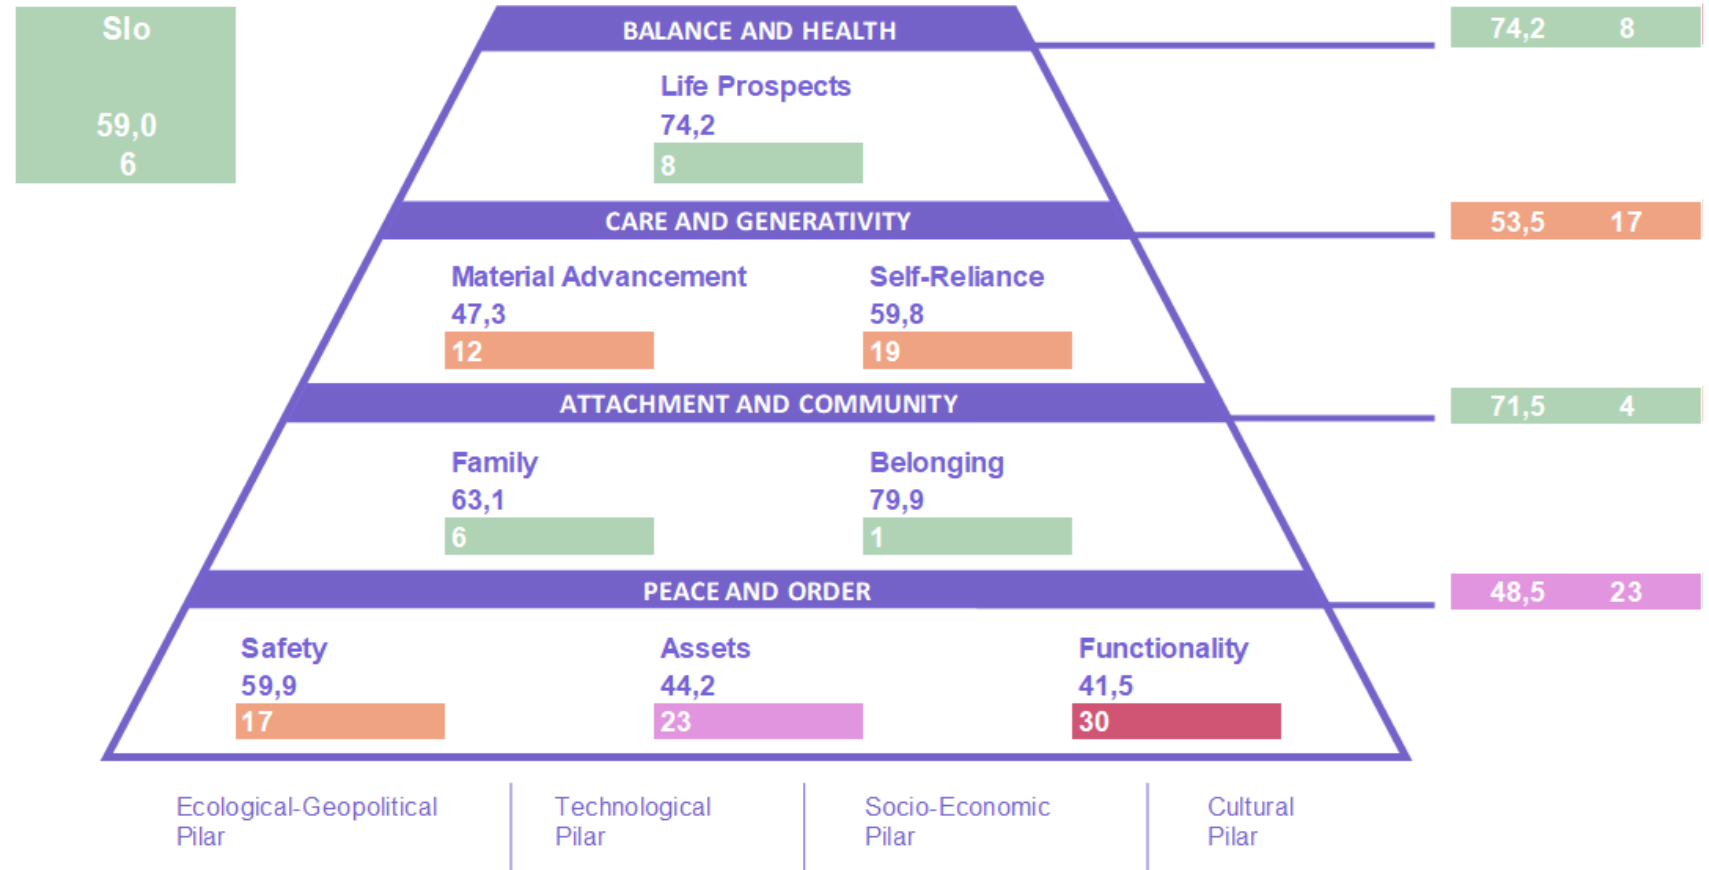 Slo
59,0
6
BALANCE AND HEALTH
74,2 8
Life Prospects
74,2
8
CARE AND GENERATIVITY
53,5 17
Material Advancement
47,3
12
Self-Reliance
59,8
19
ATTACHMENT AND COMMUNITY
71,5 4
Family
63,1
6
Belonging
79,9
1
PEACE AND ORDER
48,5 23
Safety
59,9
17
Assets
44,2
23
Functionality
41,5
30
Ecological-Geopolitical
Pilar
Technological
Pilar
Socio-Economic
Pilar
Cultural
Pilar